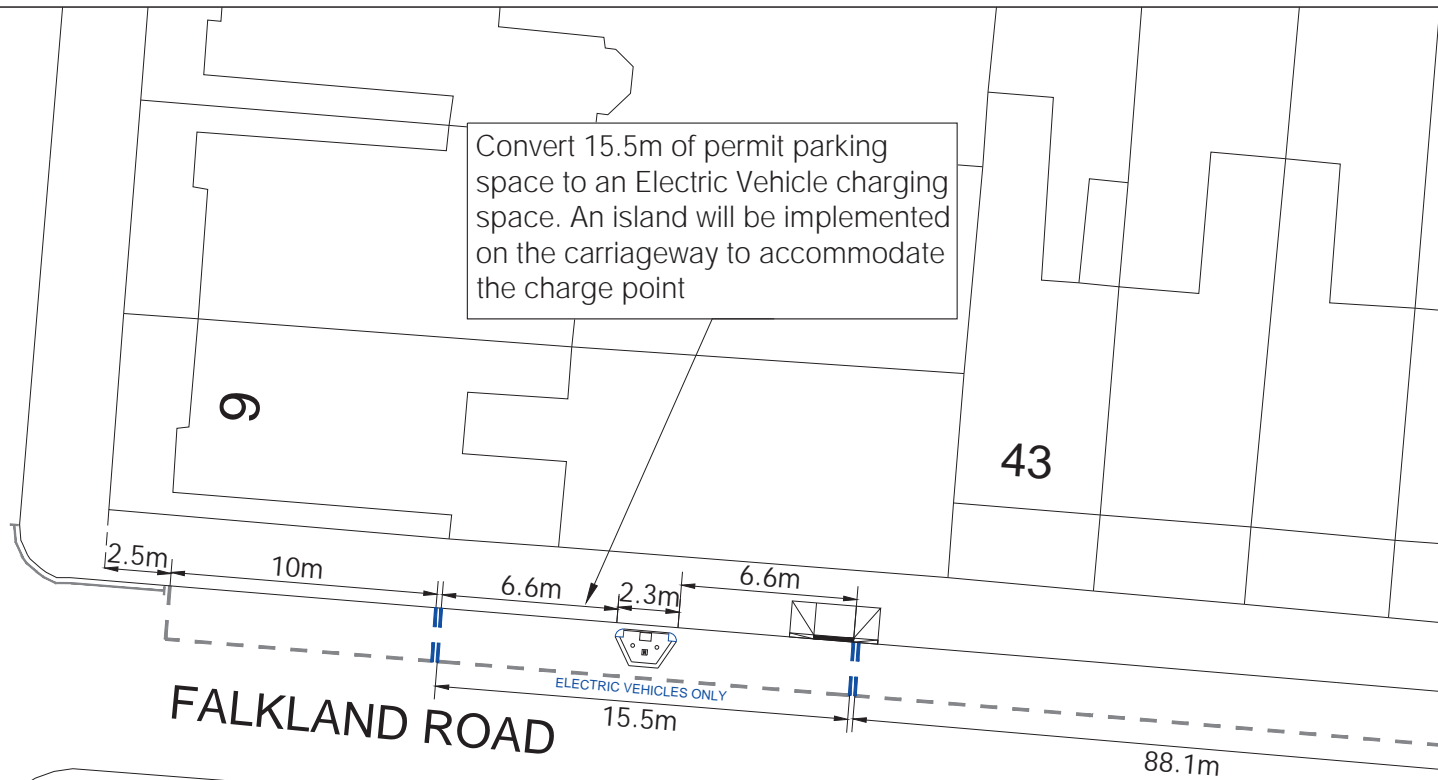 Convert 15.5m of permit parking
space to an Electric Vehicle charging
space. An island will be implemented
on the carriageway to accommodate
the charge point
9
43
2.5m
10m
6.6m
2.3m
6.6m
ELECTRIC VEHICLES ONLY
15.5m
FALKLAND ROAD
88.1m